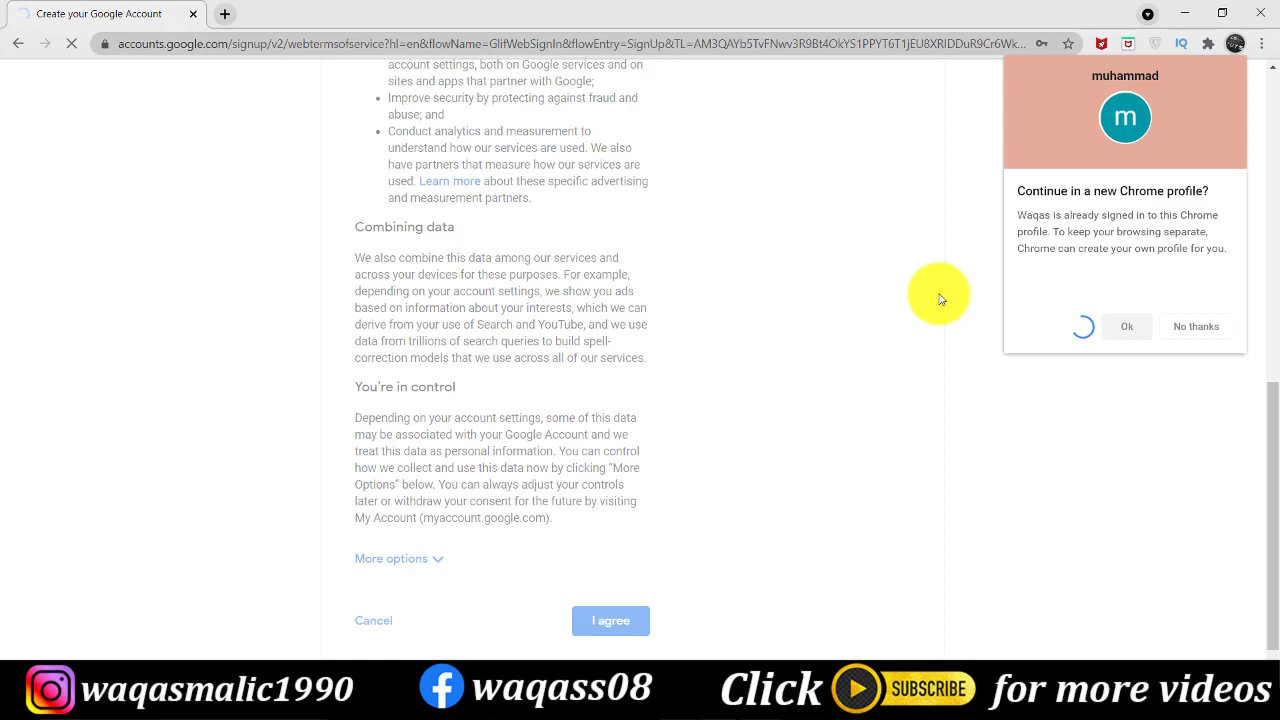 Create your Google Account
accounts.google.com/signup/v2/webtermsofservice?hl=en&flowName=GlifWebSignIn&flowEntry=SignUp&TL=AM3QAYb5TvFNwv3R9Bt4OkYS1PPYT6T1jEU8XRIDDuR9Cr6Wk...
IQ
account settings, both on Google services and on
sites and apps that partner with Google;
• Improve security by protecting against fraud and
abuse; and
• Conduct analytics and measurement to
understand how our services are used. We also
have partners that measure how our services are
used. Learn more about these specific advertising
and measurement partners.
Combining data
We also combine this data among our services and
across your devices for these purposes. For example,
depending on your account settings, we show you ads
based on information about your interests, which we can
derive from your use of Search and YouTube, and we use
data from trillions of search queries to build spell-
correction models that we use across all of our services.
You're in control
Depending on your account settings, some of this data
may be associated with your Google Account and we
treat this data as personal information. You can control
how we collect and use this data now by clicking “More
Options” below. You can always adjust your controls
later or withdraw your consent for the future by visiting
My Account (myaccount.google.com).
More options
Cancel
I agree
muhammad
m
Continue in a new Chrome profile?
Waqas is already signed in to this Chrome
profile. To keep your browsing separate,
Chrome can create your own profile for you.
Ok
No thanks
waqasmalic1990
waqass08
Click SUBSCRIBE for more videos